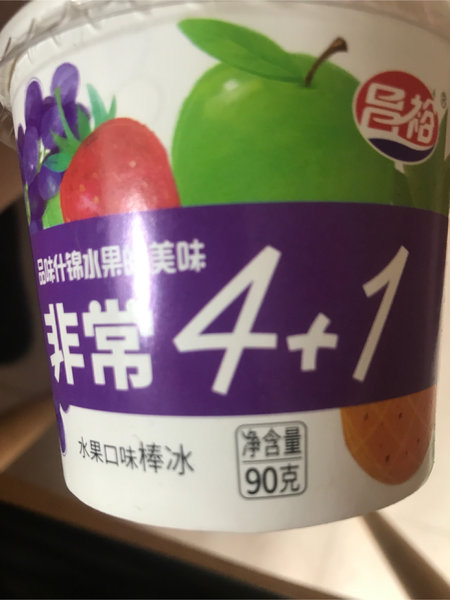 昌裕
®
品味什锦水果的美味
非常4+1
水果口味棒冰
净含量
90克